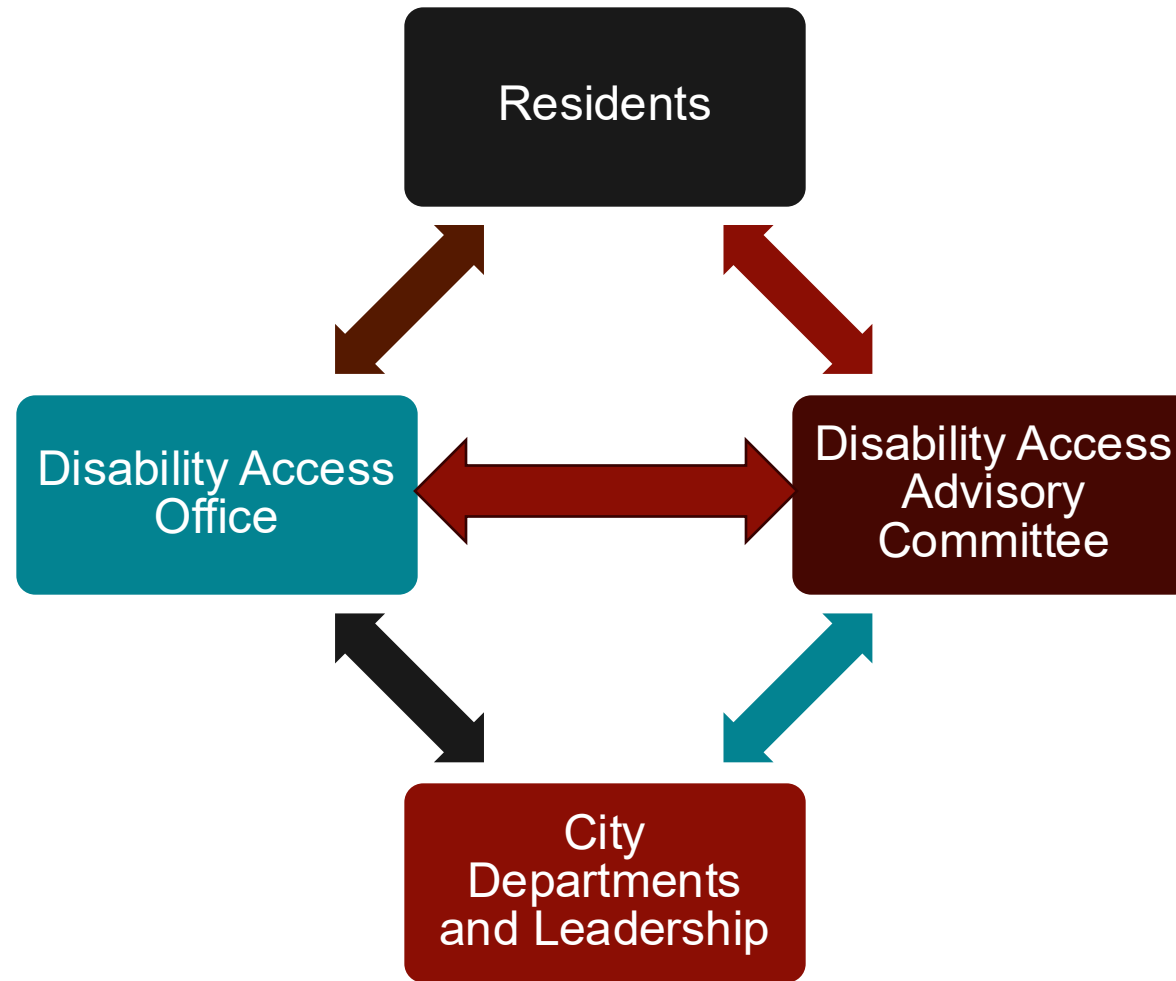 Residents
Disability Access
Office
Disability Access
Advisory
Committee
City
Departments
and Leadership